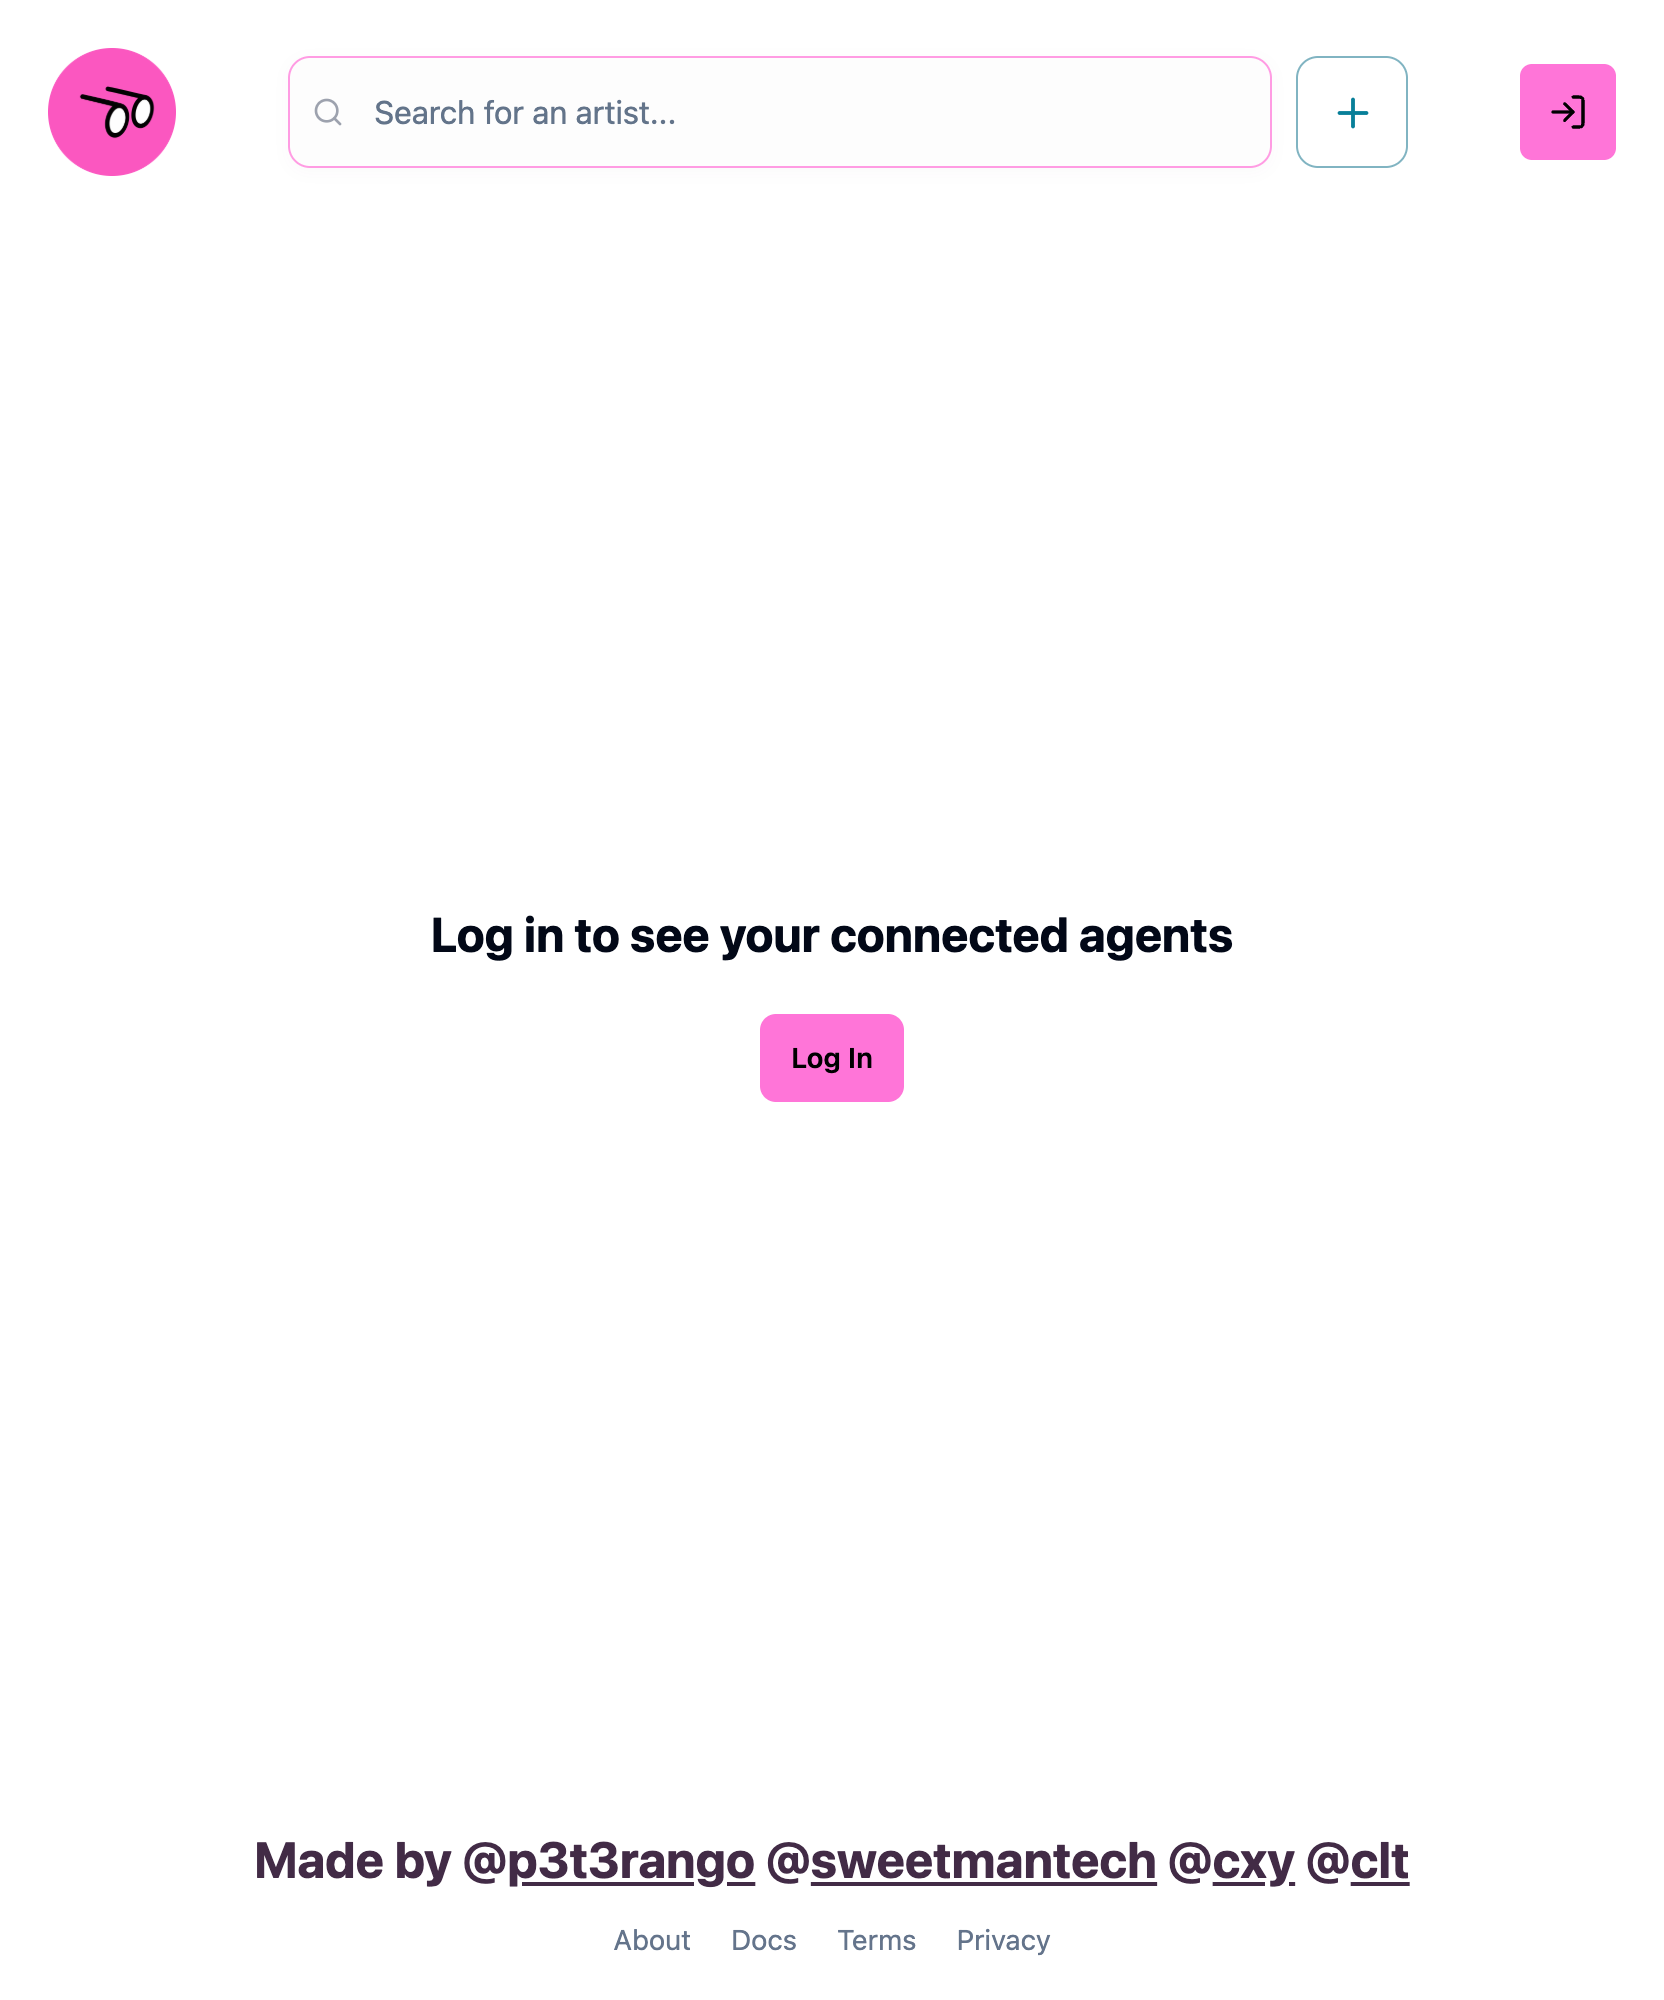 Search for an artist...
Log in to see your connected agents
Log In
Made by @p3t3rango @sweetmantech @cxy @clt
About Docs Terms Privacy